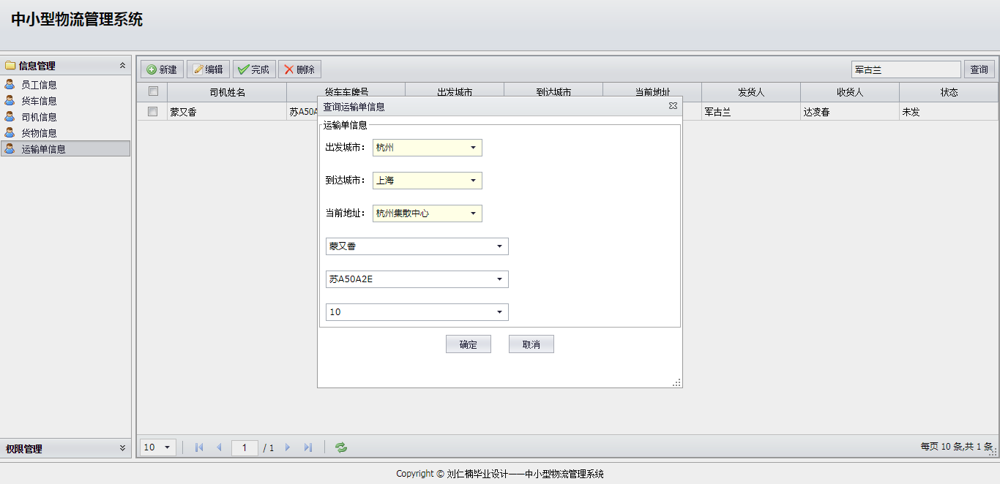 中小型物流管理系统
信息管理
员工信息
货车信息
司机信息
货物信息
运输单信息
权限管理
新建 编辑 完成 删除 军古兰 查询
司机姓名 货车车牌号 出发城市 到达城市 当前地址 发货人 收货人 状态
蒙又香 苏A50A 军古兰 达凌春 未发
查询运输单信息
运输单信息
出发城市: 杭州
到达城市: 上海
当前地址: 杭州集散中心
蒙又香
苏A50A2E
10
确定 取消
10 1 / 1 每页 10 条,共 1 条
Copyright © 刘仁楠毕业设计——中小型物流管理系统